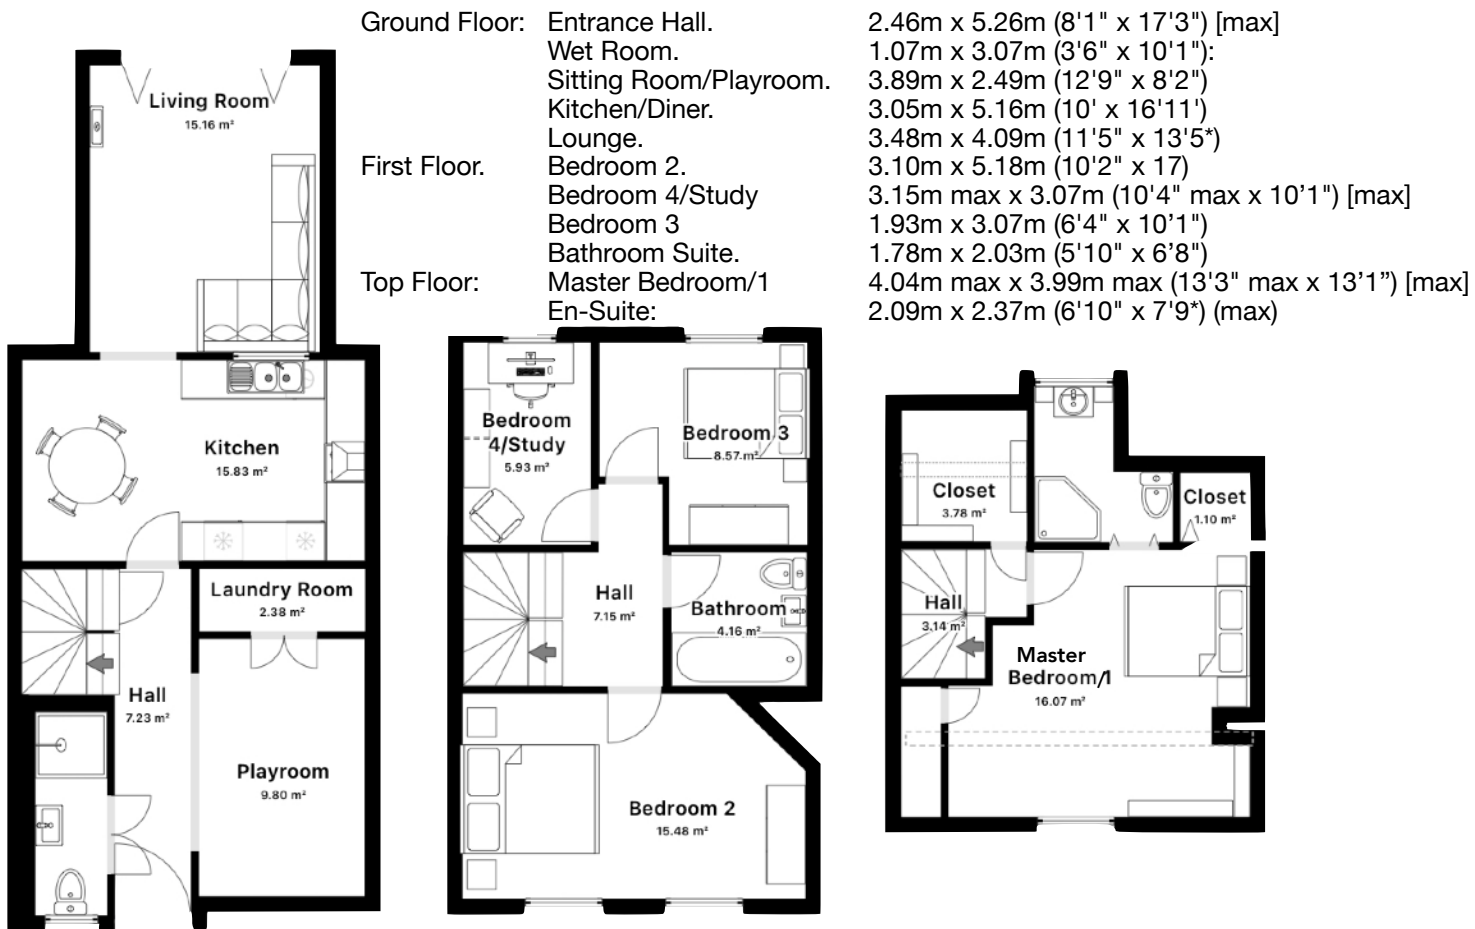 Ground Floor: Entrance Hall. 2.46m x 5.26m (8'1" x 17'3") [max]
Wet Room. 1.07m x 3.07m (3'6" x 10'1"):
Sitting Room/Playroom. 3.89m x 2.49m (12'9" x 8'2")
Kitchen/Diner. 3.05m x 5.16m (10' x 16'11')
Lounge. 3.48m x 4.09m (11'5" x 13'5*)
First Floor. Bedroom 2. 3.10m x 5.18m (10'2" x 17)
Bedroom 4/Study 3.15m max x 3.07m (10'4" max x 10’1") [max]
Bedroom 3 1.93m x 3.07m (6'4" x 10’1")
Bathroom Suite. 1.78m x 2.03m (5'10" x 6’8")
Top Floor: Master Bedroom/1 4.04m max x 3.99m max (13'3" max x 13’1”) [max]
En-Suite: 2.09m x 2.37m (6'10" x 7'9*) (max)
Living Room
15.16 m²
Kitchen
15.83 m²
Laundry Room
2.38 m²
Hall
7.23 m²
Playroom
9.80 m²
Bedroom
4/Study
5.93 m²
Bedroom 3
8.57 m²
Hall
7.15 m²
Bathroom
4.16 m²
Bedroom 2
15.48 m²
Closet
3.78 m²
Closet
1.10 m²
Hall
3.14 m²
Master
Bedroom/1
16.07 m²